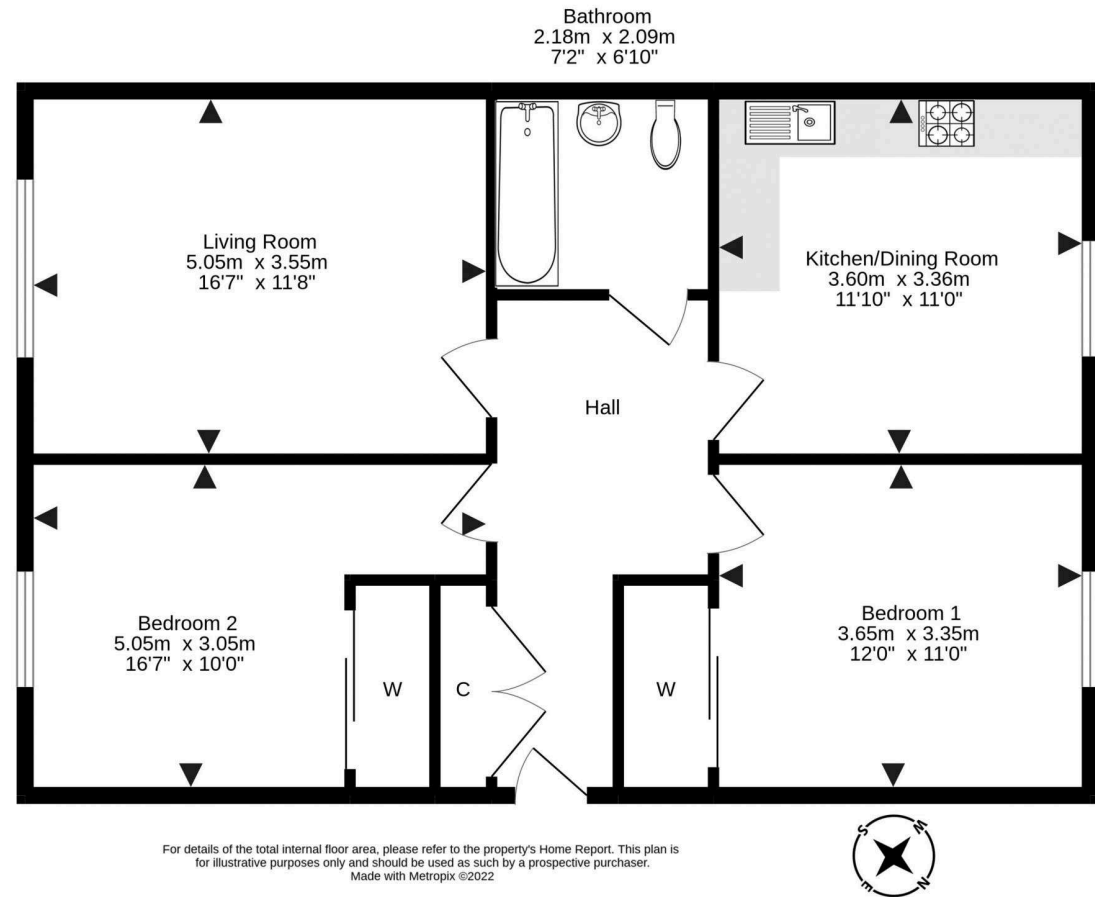 Bathroom
2.18m x 2.09m
7'2" x 6'10"
Living Room
5.05m x 3.55m
16'7" x 11'8"
Kitchen/Dining Room
3.60m x 3.36m
11'10" x 11'0"
Hall
Bedroom 2
5.05m x 3.05m
16'7" x 10'0"
W
C
W
Bedroom 1
3.65m x 3.35m
12'0" x 11'0"
S
W
E
N
For details of the total internal floor area, please refer to the property's Home Report. This plan is
for illustrative purposes only and should be used as such by a prospective purchaser.
Made with Metropix ©2022